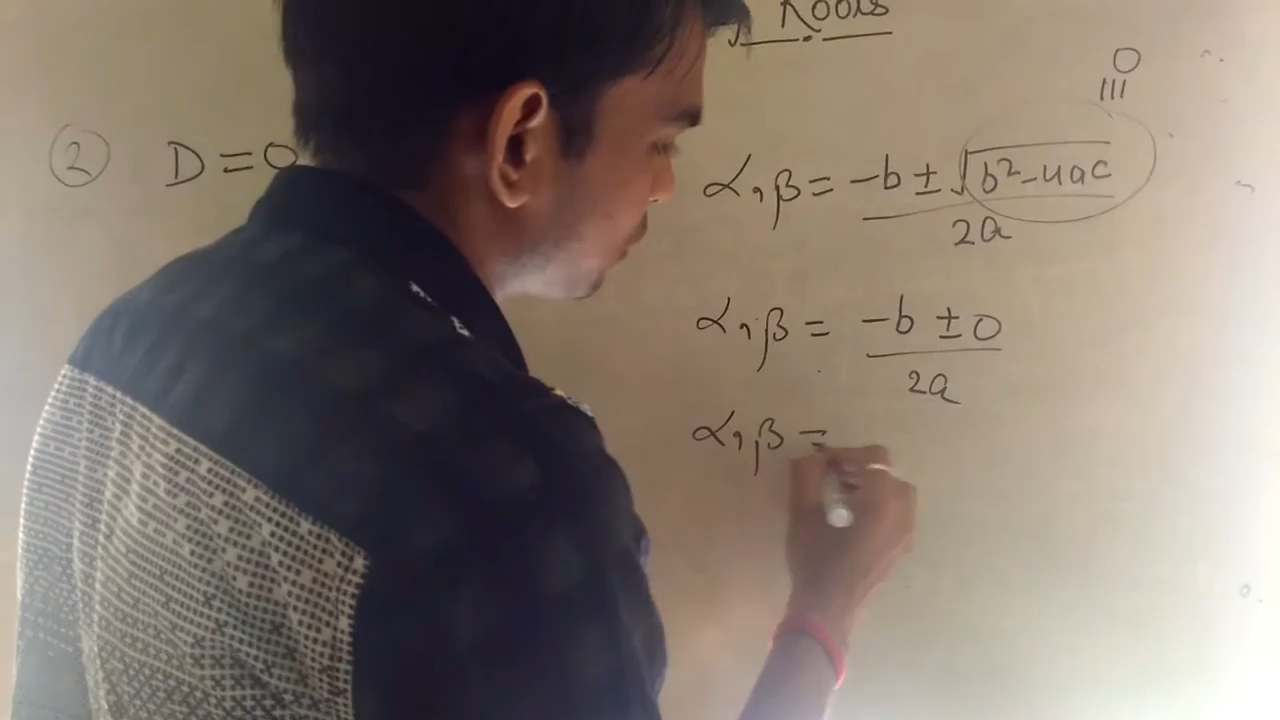 Roots
0
② D = 0
α, β = -b ± √b² - 4ac / 2a
α, β = -b ± 0 / 2a
α, β =